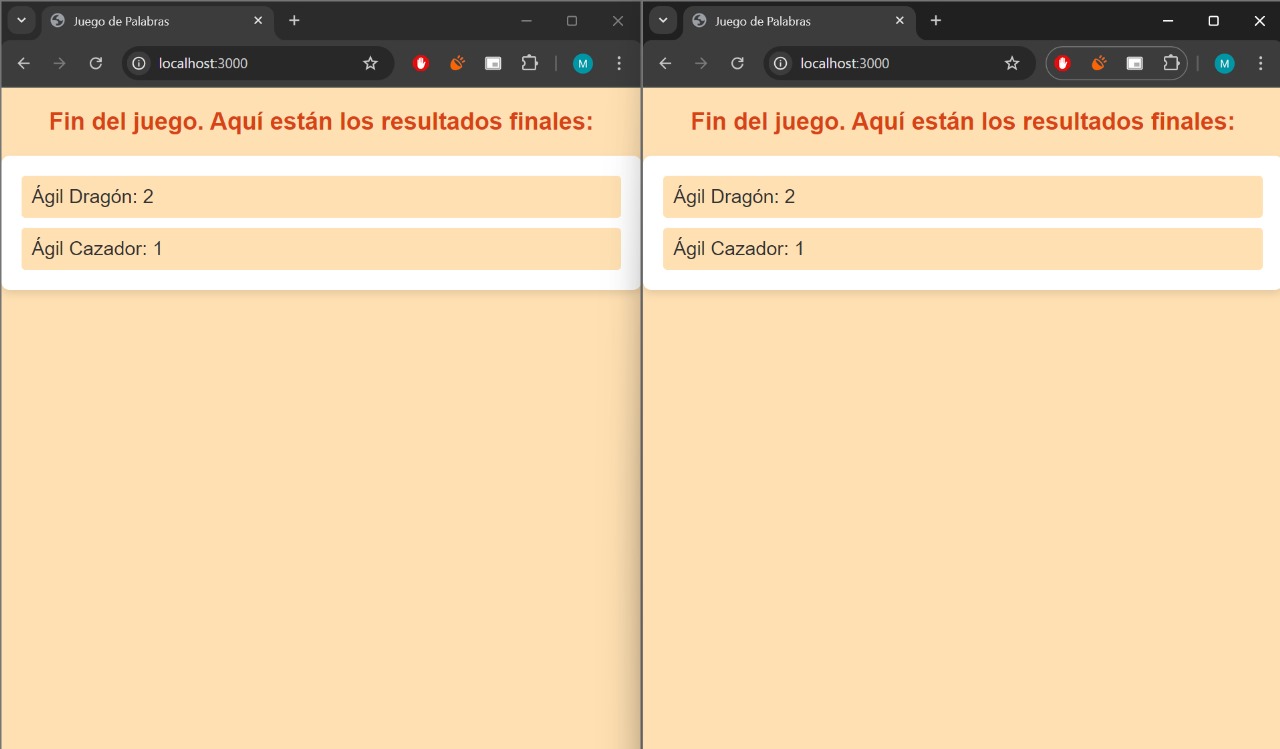 Juego de Palabras
localhost:3000
M
Fin del juego. Aquí están los resultados finales:
Ágil Dragón: 2
Ágil Cazador: 1
Juego de Palabras
localhost:3000
M
Fin del juego. Aquí están los resultados finales:
Ágil Dragón: 2
Ágil Cazador: 1